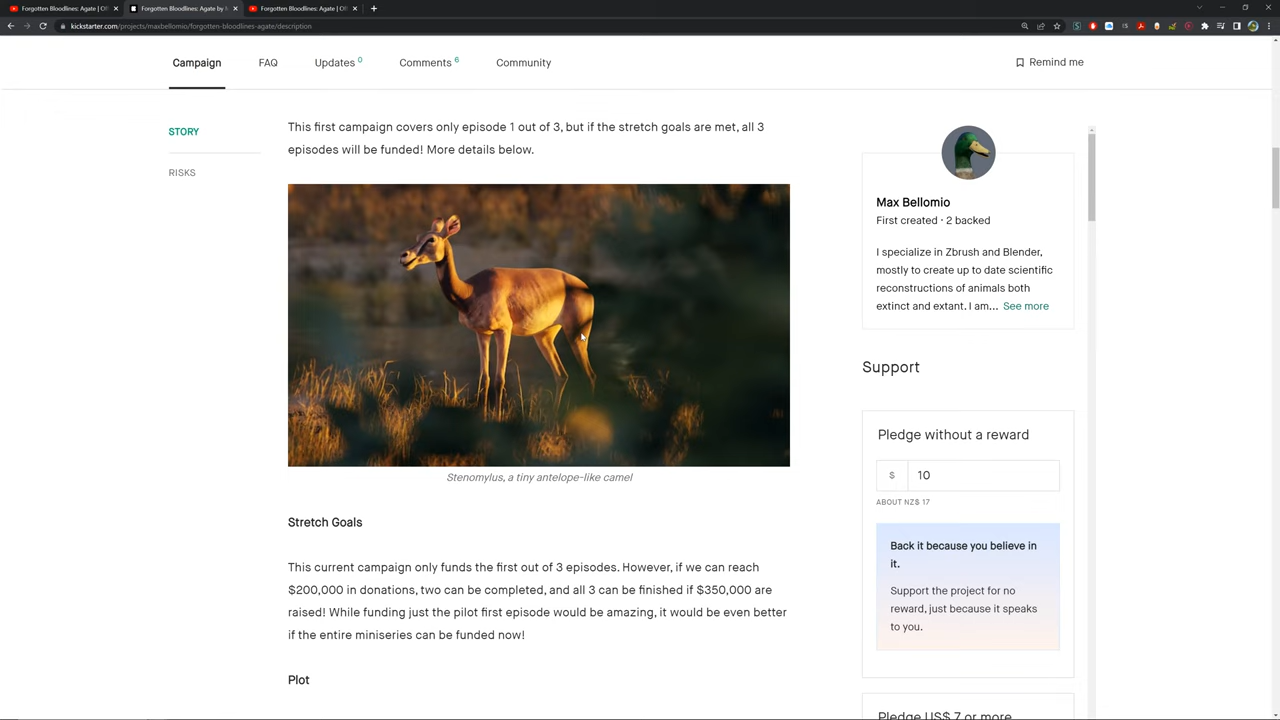 Forgotten Bloodlines: Agate | Of
Forgotten Bloodlines: Agate by M
Forgotten Bloodlines: Agate | Of
kickstarter.com/projects/maxbellomio/forgotten-bloodlines-agate/description
Campaign
FAQ
Updates 0
Comments 6
Community
Remind me
STORY
RISKS
This first campaign covers only episode 1 out of 3, but if the stretch goals are met, all 3
episodes will be funded! More details below.
Stenomylus, a tiny antelope-like camel
Stretch Goals
This current campaign only funds the first out of 3 episodes. However, if we can reach
$200,000 in donations, two can be completed, and all 3 can be finished if $350,000 are
raised! While funding just the pilot first episode would be amazing, it would be even better
if the entire miniseries can be funded now!
Plot
Max Bellomio
First created · 2 backed
I specialize in Zbrush and Blender,
mostly to create up to date scientific
reconstructions of animals both
extinct and extant. I am... See more
Support
Pledge without a reward
$ 10
ABOUT NZ$ 17
Back it because you believe in
it.
Support the project for no
reward, just because it speaks
to you.
Pledge US$ 7 or more